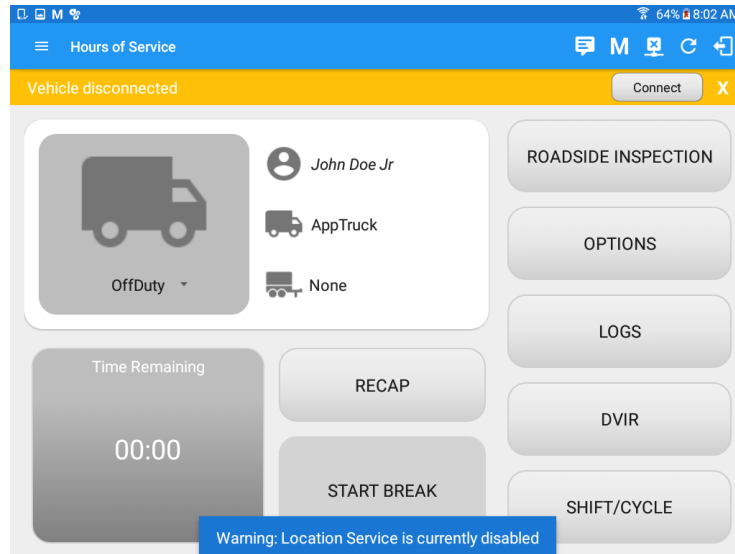 M 64% 8:02 AM
Hours of Service M
Vehicle disconnected Connect X
John Doe Jr
AppTruck
None
OffDuty
ROADSIDE INSPECTION
OPTIONS
LOGS
DVIR
SHIFT/CYCLE
Time Remaining
00:00
RECAP
START BREAK
Warning: Location Service is currently disabled